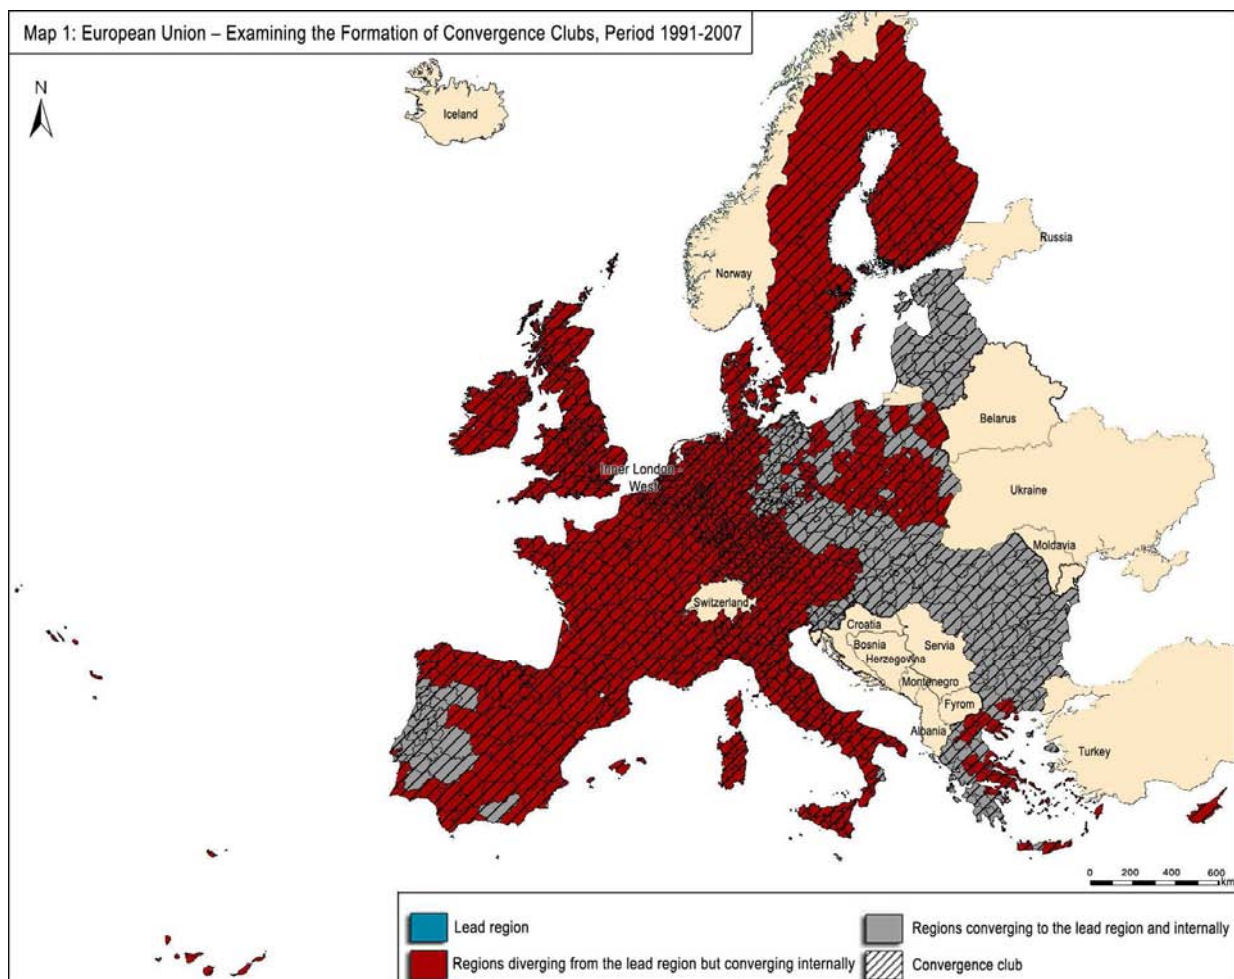 Map 1: European Union – Examining the Formation of Convergence Clubs, Period 1991-2007
N
Iceland
Russia
Norway
Belarus
Inner London -
West
Ukraine
Moldavia
Switzerland
Croatia
Bosnia
Servia
Herzegovina
Montenegro
Fyrom
Albania
Turkey
0 200 400 600
km
Lead region
Regions converging to the lead region and internally
Regions diverging from the lead region but converging internally
Convergence club